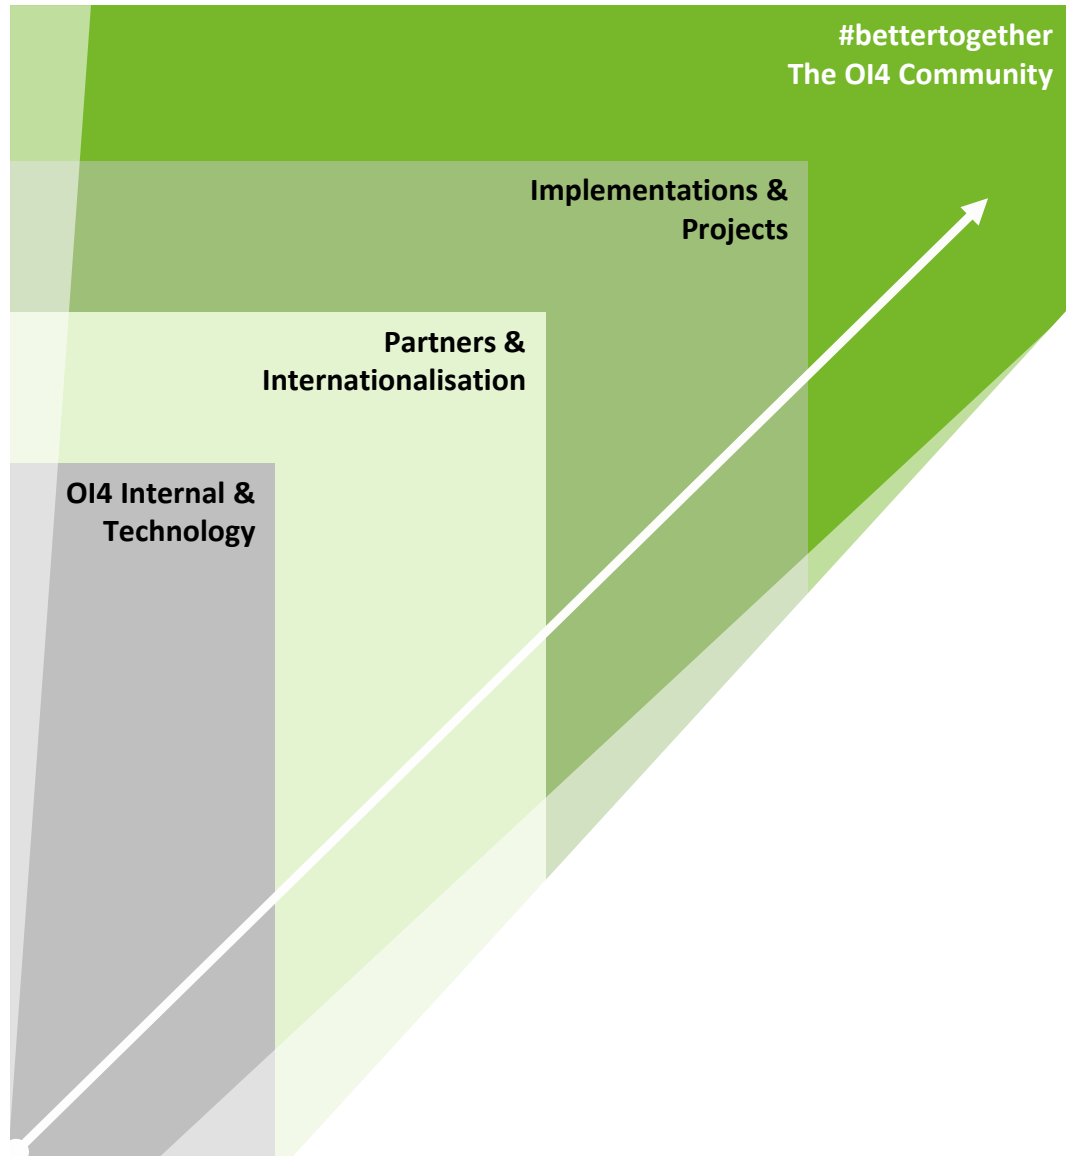 #bettertogether
The OI4 Community
Implementations &
Projects
Partners &
Internationalisation
OI4 Internal &
Technology